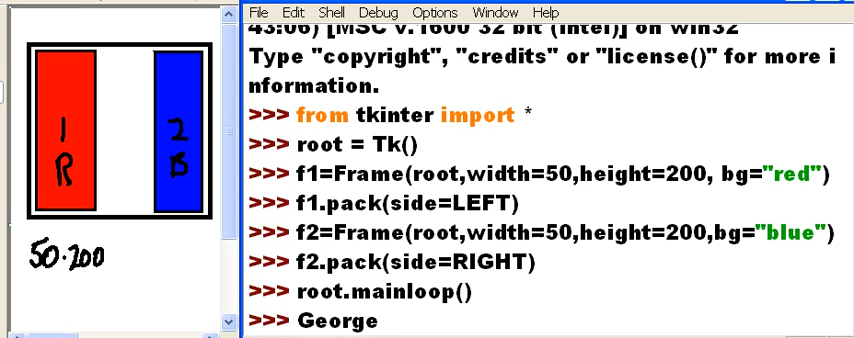 1
R
2
B
50·200
File Edit Shell Debug Options Window Help
43:06) [MSC v.1600 32 bit (Intel)] on win32
Type "copyright", "credits" or "license()" for more i
nformation.
>>> from tkinter import *
>>> root = Tk()
>>> f1=Frame(root,width=50,height=200, bg="red")
>>> f1.pack(side=LEFT)
>>> f2=Frame(root,width=50,height=200,bg="blue")
>>> f2.pack(side=RIGHT)
>>> root.mainloop()
>>> George